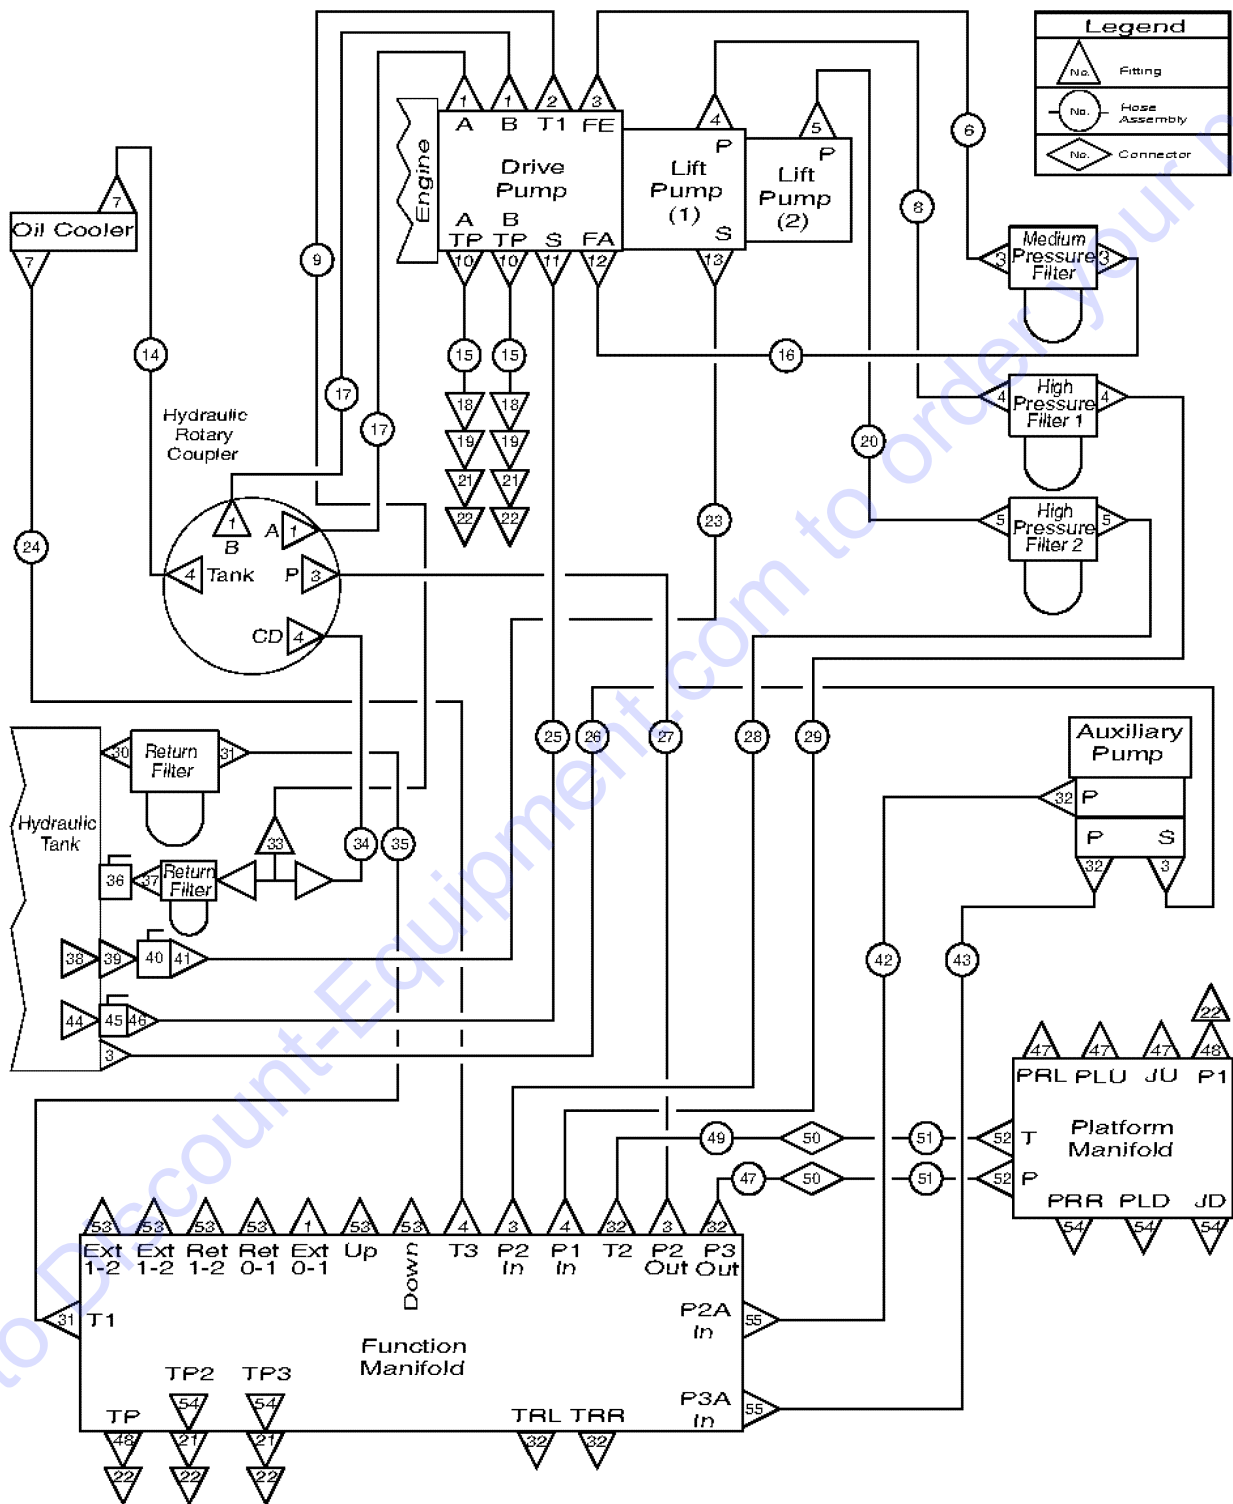 Legend
No. Fitting
No. Hose
Assembly
No. Connector
1 1 2 3
A B T1 FE
Engine
Drive
Pump
A B
TP TP S FA
10 10 11 12
4
P
Lift
Pump
(1)
S
13
5
P
Lift
Pump
(2)
6
7
Oil Cooler
7
9
8
3 Medium
Pressure
Filter 3
14
15 15
16
17
17
18 18
19 19
21 21
22 22
4 High
Pressure
Filter 1 4
20
5 High
Pressure
Filter 2 5
Hydraulic
Rotary
Coupler
1
B
A 1
4 Tank P 3
CD 4
23
24
25 26 27 28 29
30 Return
Filter 31
Hydraulic
Tank
33 34 35
36 37 Return
Filter
38 39 40 41
44 45 46
3
Auxiliary
Pump
32 P
P S
32 3
42 43
22
47 47 47 48
PRL PLU JU P1
Platform
Manifold
52 T
52 P
PRR PLD JD
54 54 54
49 50 51
47 50 51
53 53 53 53 1 53 53 4 3 4 32 3 32
Ext
1-2
Ext
1-2
Ret
1-2
Ret
0-1
Ext
0-1
Up
Down
T3
P2
In
P1
In
T2
P2
Out
P3
Out
31 T1
Function
Manifold
P2A
In 55
P3A
In 55
TP2 TP3
54 54
TP
48 21 21
22 22 22
TRL TRR
32 32
to Discount-Equipment.com to order your p